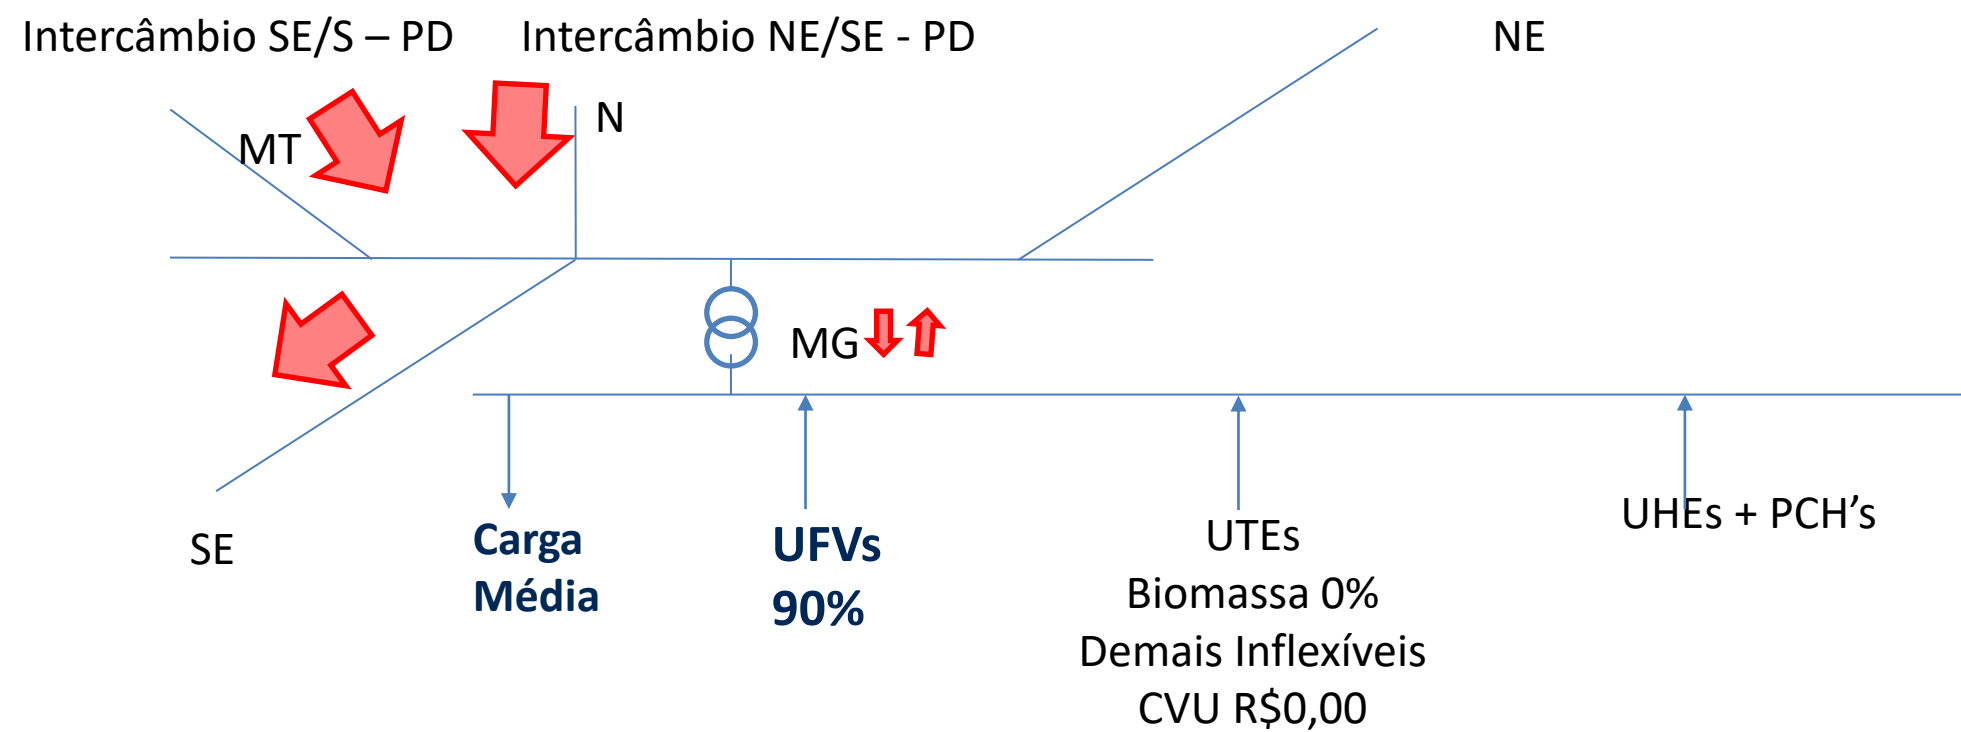 Intercâmbio SE/S – PD
Intercâmbio NE/SE - PD
NE
N
MT
MG
SE
Carga
Média
UFVs
90%
UTEs
Biomassa 0%
Demais Inflexíveis
CVU R$0,00
UHEs + PCH’s